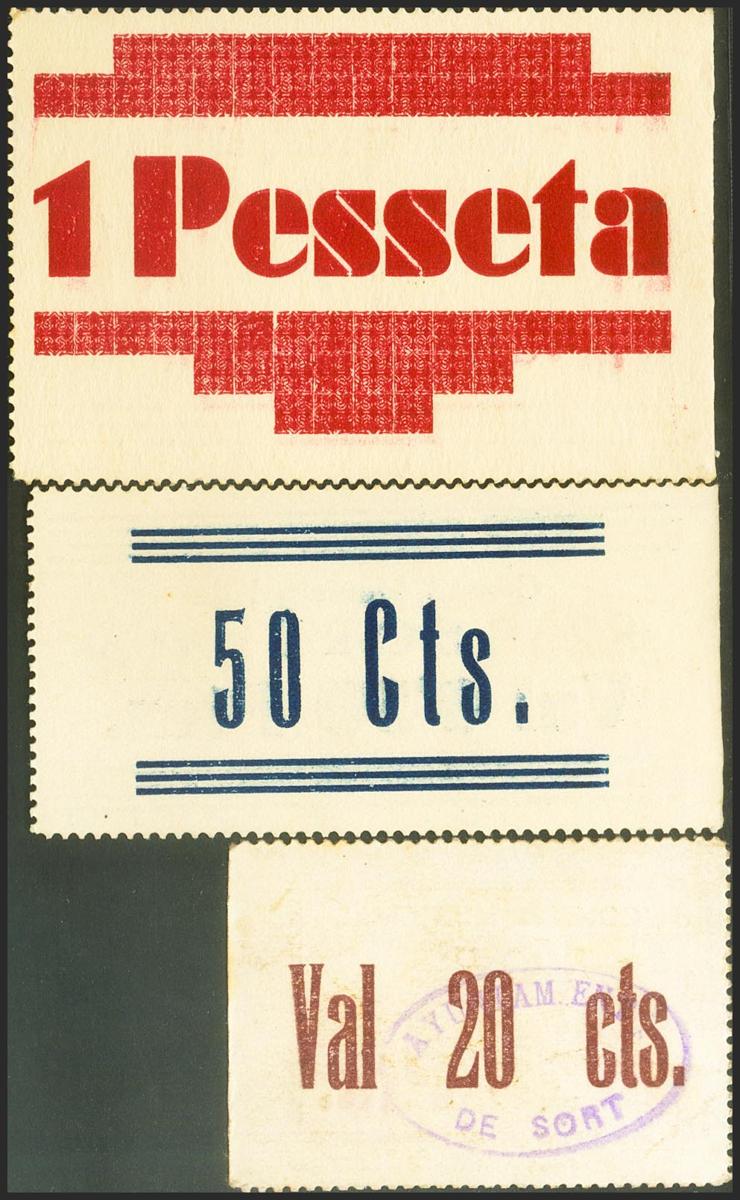 1 Pesseta
50 Cts.
Val 20 cts.
DE SORT